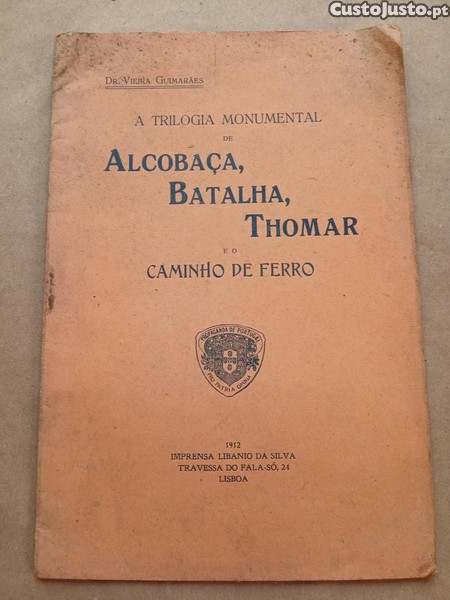 CustoJusto.pt
Dr. Vieira Guimarães
A TRILOGIA MONUMENTAL
DE
ALCOBAÇA,
BATALHA,
THOMAR
E O
CAMINHO DE FERRO
PROPAGANDA DE PORTUGAL
PRO PATRIA OMNIA
1912
IMPRENSA LIBANIO DA SILVA
TRAVESSA DO FALA-SÓ, 24
LISBOA